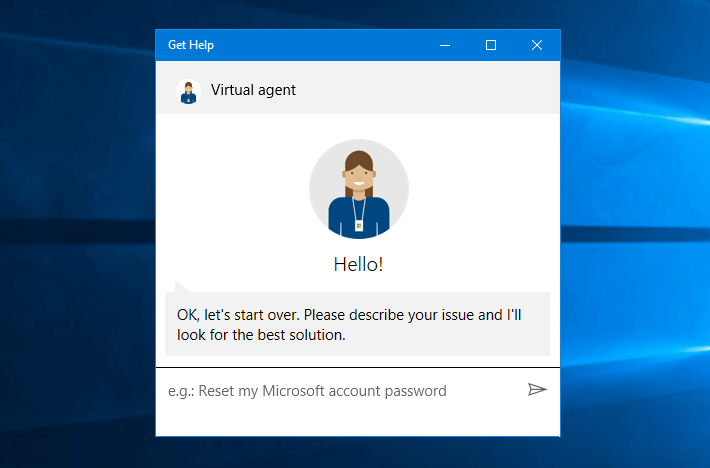 Get Help
Virtual agent
Hello!
OK, let's start over. Please describe your issue and I'll
look for the best solution.
e.g.: Reset my Microsoft account password